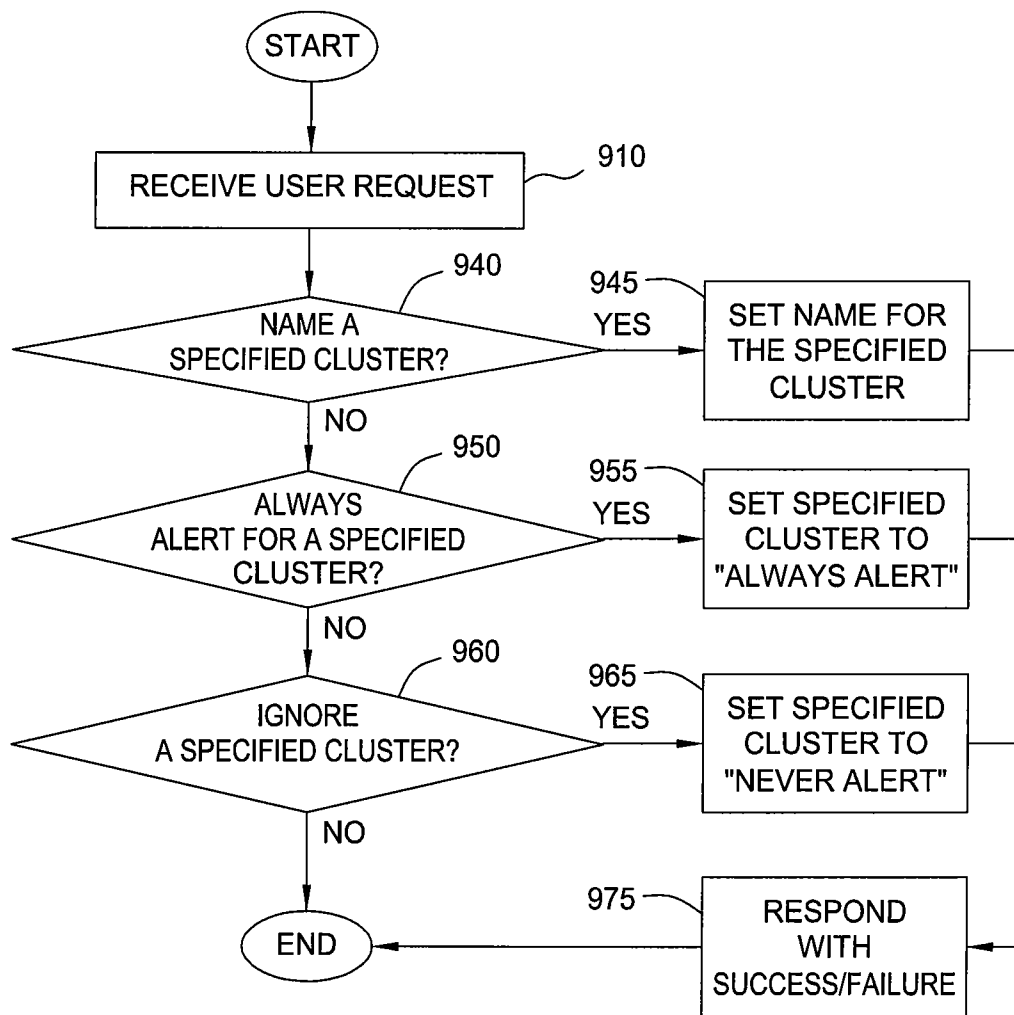 START
RECEIVE USER REQUEST
910
940
NAME A
SPECIFIED CLUSTER?
YES
NO
945
SET NAME FOR
THE SPECIFIED
CLUSTER
950
ALWAYS
ALERT FOR A SPECIFIED
CLUSTER?
YES
NO
955
SET SPECIFIED
CLUSTER TO
"ALWAYS ALERT"
960
IGNORE
A SPECIFIED CLUSTER?
YES
NO
965
SET SPECIFIED
CLUSTER TO
"NEVER ALERT"
975
RESPOND
WITH
SUCCESS/FAILURE
END